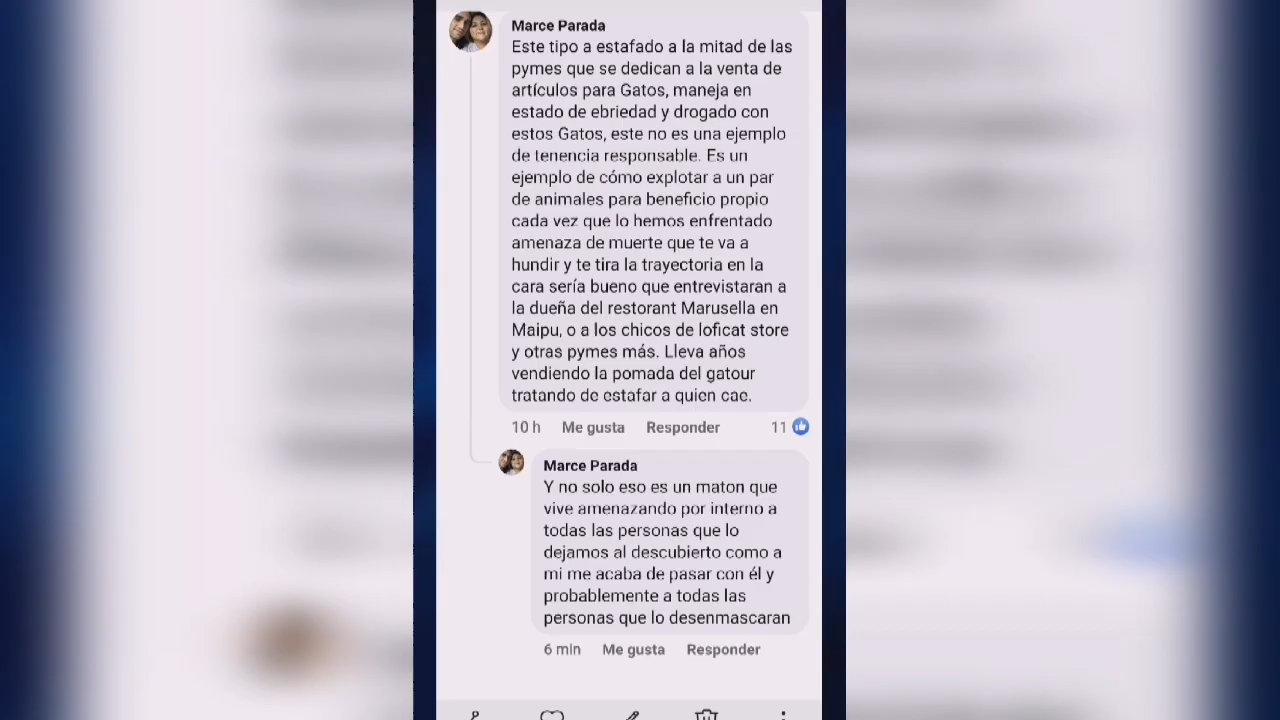 Marce Parada
Este tipo a estafado a la mitad de las
pymes que se dedican a la venta de
artículos para Gatos, maneja en
estado de ebriedad y drogado con
estos Gatos, este no es una ejemplo
de tenencia responsable. Es un
ejemplo de cómo explotar a un par
de animales para beneficio propio
cada vez que lo hemos enfrentado
amenaza de muerte que te va a
hundir y te tira la trayectoria en la
cara sería bueno que entrevistaran a
la dueña del restorant Marusella en
Maipu, o a los chicos de loficat store
y otras pymes más. Lleva años
vendiendo la pomada del gatour
tratando de estafar a quien cae.
10 h Me gusta Responder 11
Marce Parada
Y no solo eso es un maton que
vive amenazando por interno a
todas las personas que lo
dejamos al descubierto como a
mi me acaba de pasar con él y
probablemente a todas las
personas que lo desenmascaran
6 min Me gusta Responder